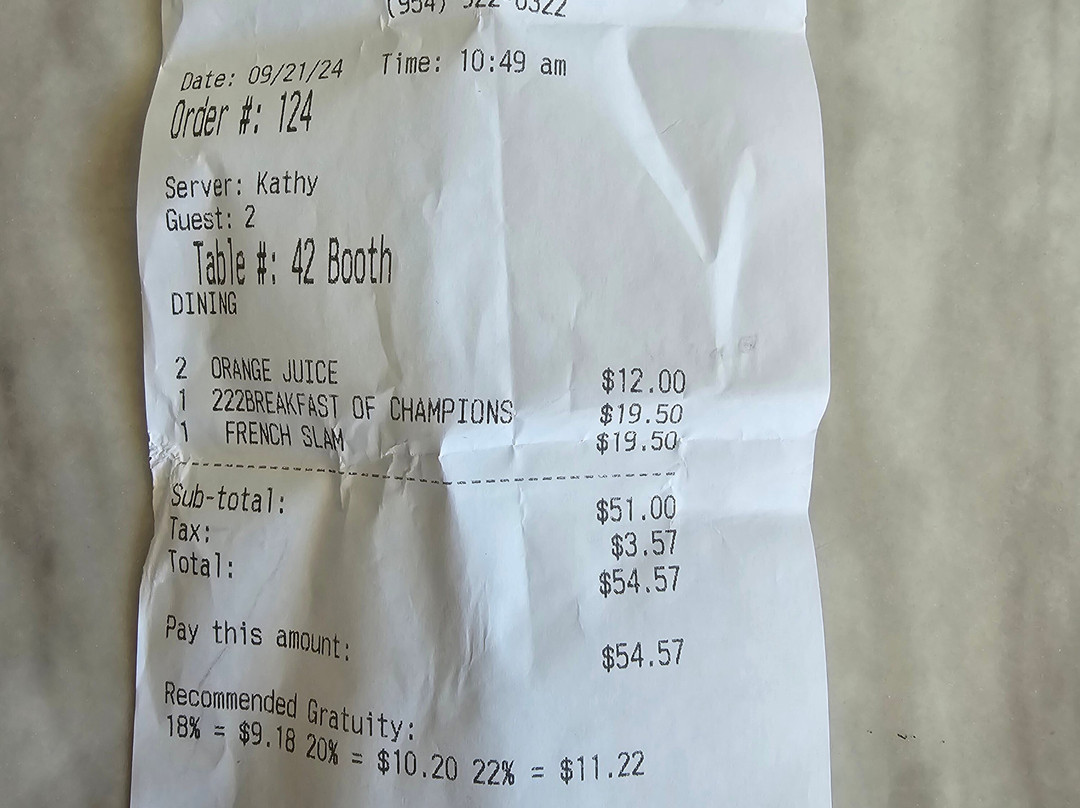 (954) 522 0322
Date: 09/21/24 Time: 10:49 am
Order #: 124
Server: Kathy
Guest: 2
Table #: 42 Booth
DINING
2 ORANGE JUICE $12.00
1 222BREAKFAST OF CHAMPIONS $19.50
1 FRENCH SLAM $19.50
Sub-total: $51.00
Tax: $3.57
Total: $54.57
Pay this amount: $54.57
Recommended Gratuity:
18% = $9.18 20% = $10.20 22% = $11.22